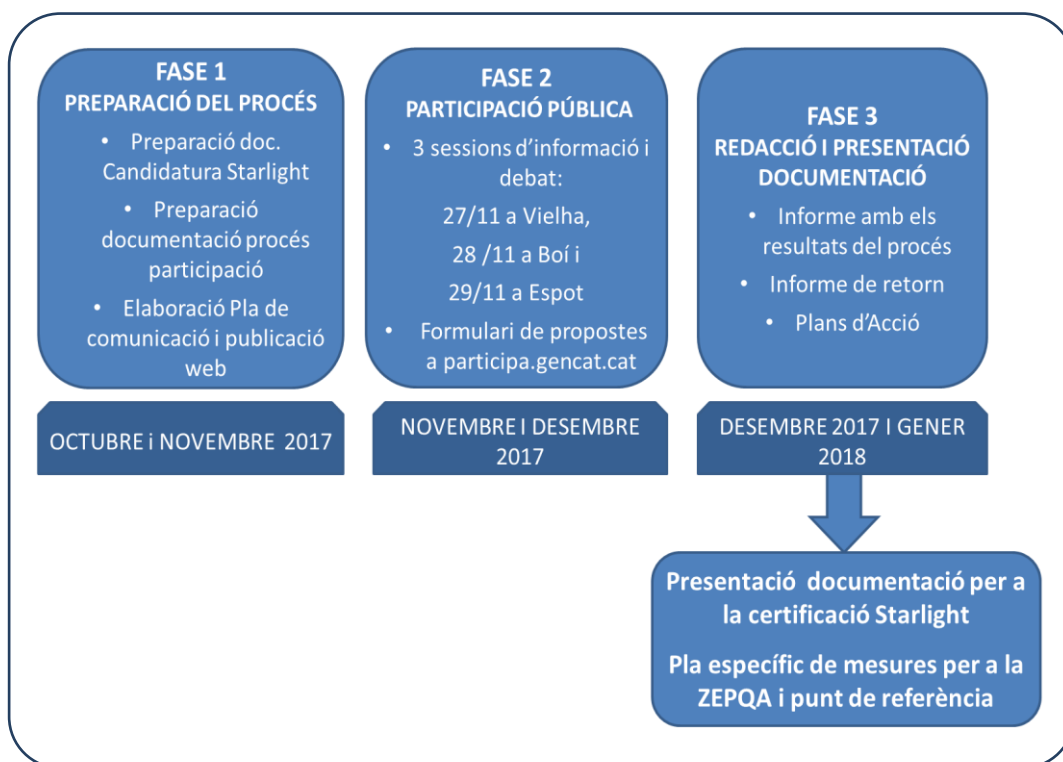 FASE 1
PREPARACIÓ DEL PROCÉS
• Preparació doc.
Candidatura Starlight
• Preparació
documentació procés
participació
• Elaboració Pla de
comunicació i publicació
web
OCTUBRE i NOVEMBRE 2017
FASE 2
PARTICIPACIÓ PÚBLICA
• 3 sessions d'informació i
debat:
27/11 a Vielha,
28 /11 a Boí i
29/11 a Espot
• Formulari de propostes
a participa.gencat.cat
NOVEMBRE I DESEMBRE
2017
FASE 3
REDACCIÓ I PRESENTACIÓ
DOCUMENTACIÓ
• Informe amb els
resultats del procés
• Informe de retorn
• Plans d'Acció
DESEMBRE 2017 I GENER
2018
Presentació documentació per a
la certificació Starlight
Pla específic de mesures per a la
ZEPQA i punt de referència